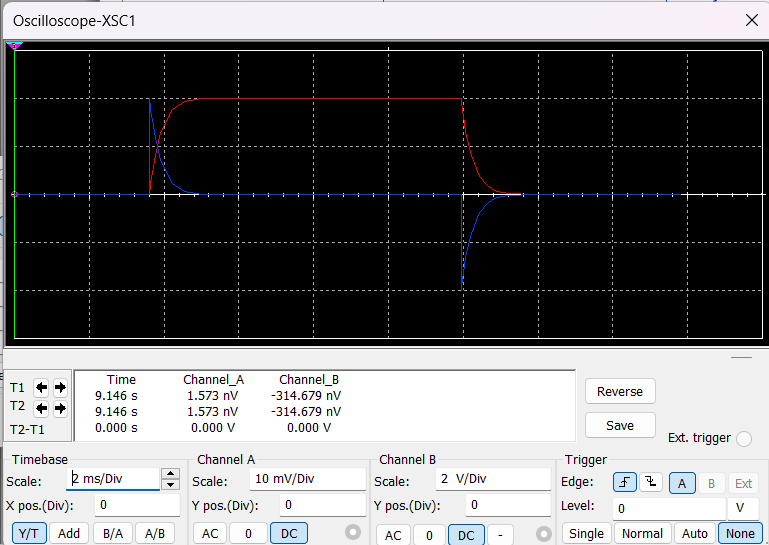 Oscilloscope-XSC1
Time Channel_A Channel_B
T1 9.146 s 1.573 nV -314.679 nV
T2 9.146 s 1.573 nV -314.679 nV
T2-T1 0.000 s 0.000 V 0.000 V
Reverse
Save
Ext. trigger
Timebase Channel A Channel B Trigger
Scale: 2 ms/Div Scale: 10 mV/Div Scale: 2 V/Div Edge: A B Ext
X pos.(Div): 0 Y pos.(Div): 0 Y pos.(Div): 0 Level: 0 V
Y/T Add B/A A/B AC 0 DC AC 0 DC - Single Normal Auto None